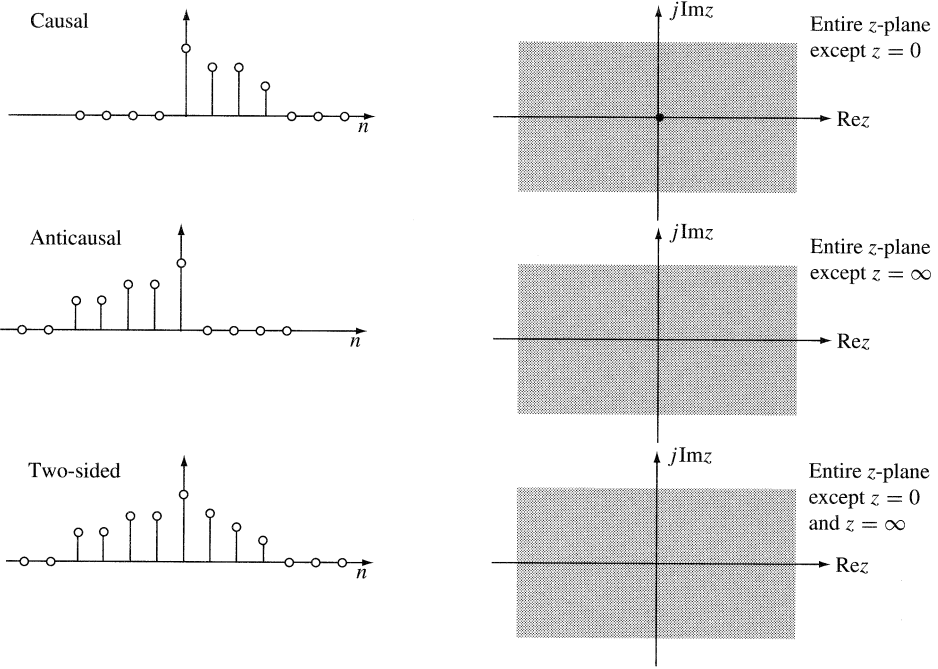 Causal
n
jImz
Entire z-plane
except z = 0
Rez
Anticausal
n
jImz
Entire z-plane
except z = ∞
Rez
Two-sided
n
jImz
Entire z-plane
except z = 0
and z = ∞
Rez